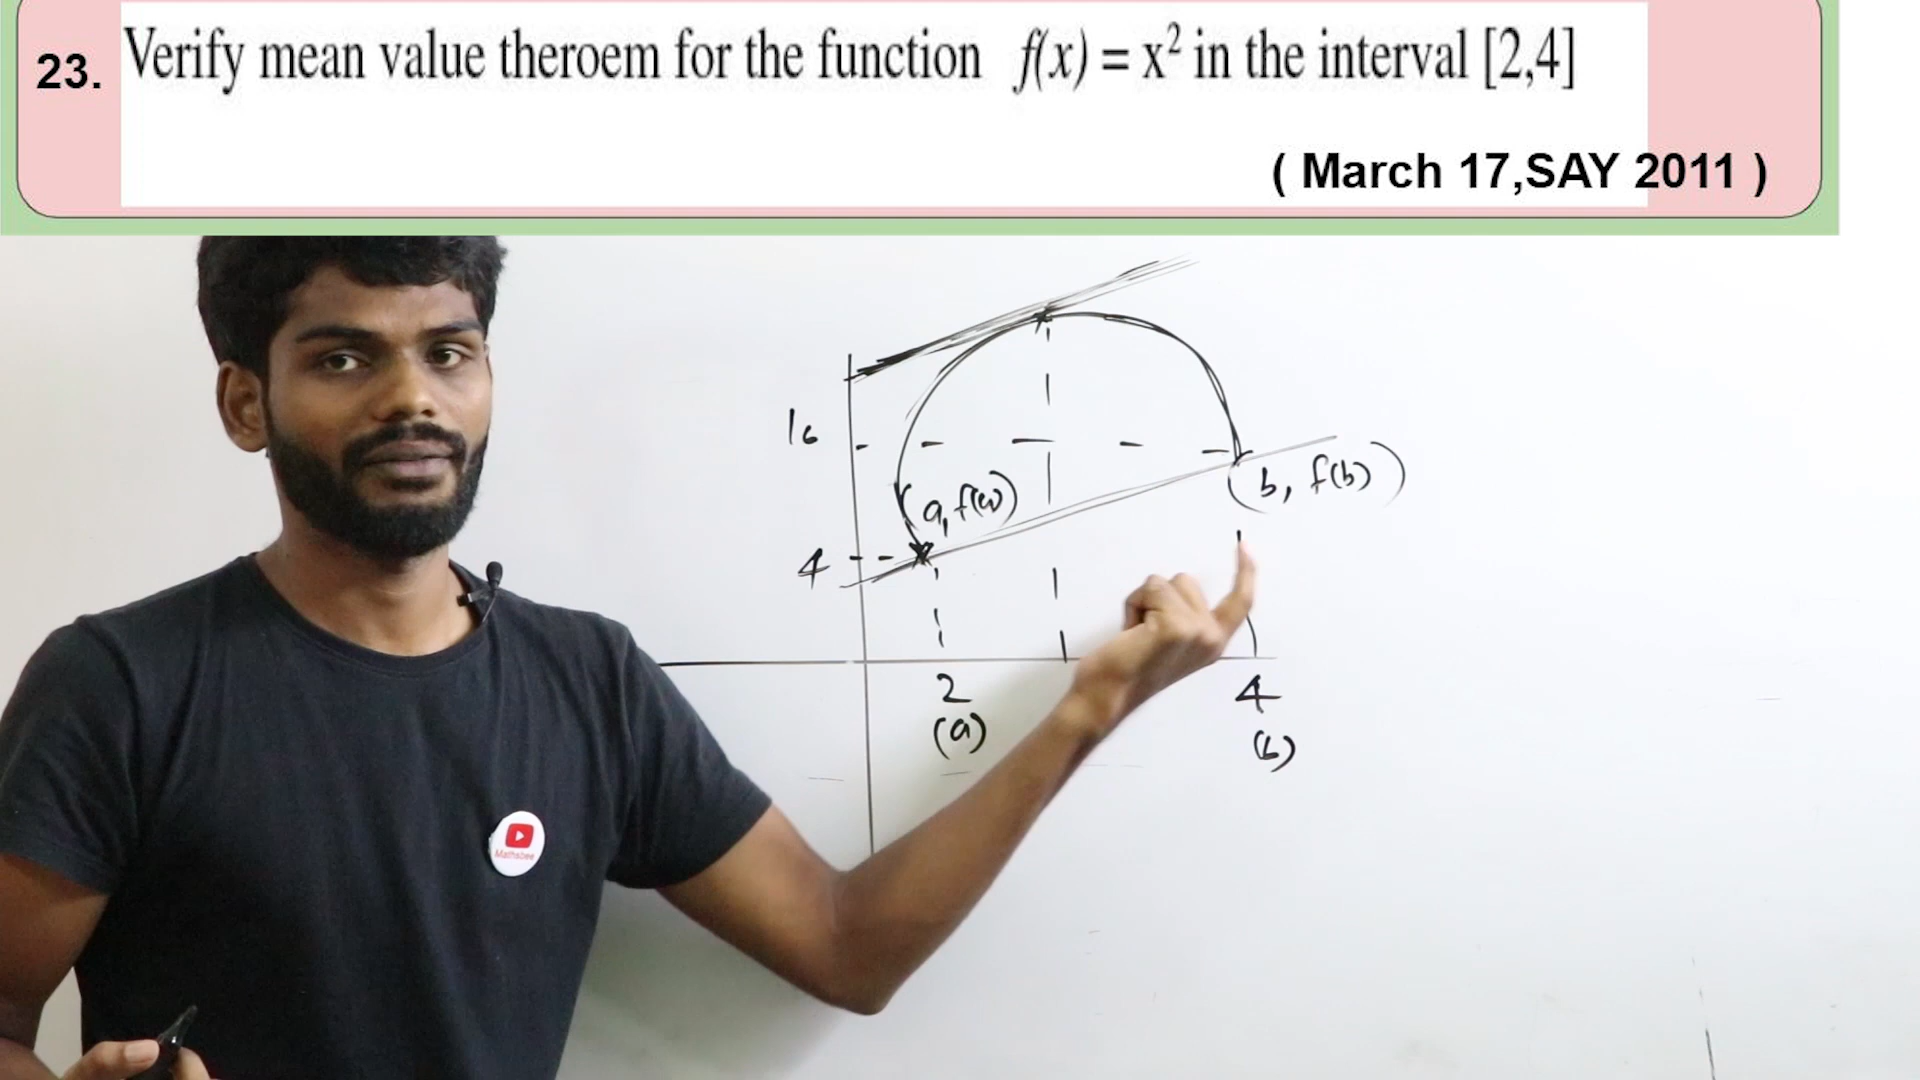 23. Verify mean value theroem for the function f(x) = x² in the interval [2,4]
( March 17,SAY 2011 )
16
(a, f(a))
(b, f(b))
4
2
4
(a)
(b)
Mathsbee